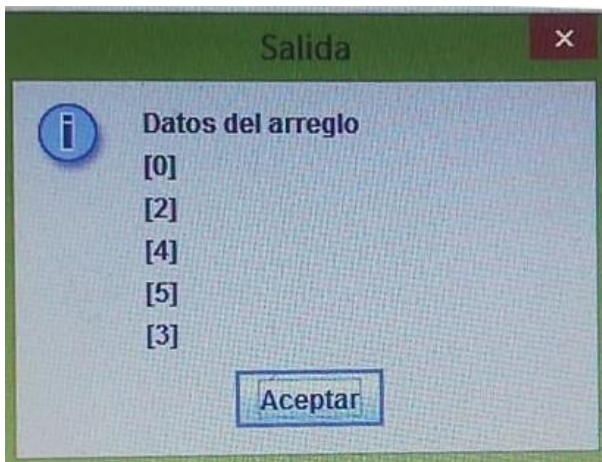 Salida
Datos del arreglo
[0]
[2]
[4]
[5]
[3]
Aceptar